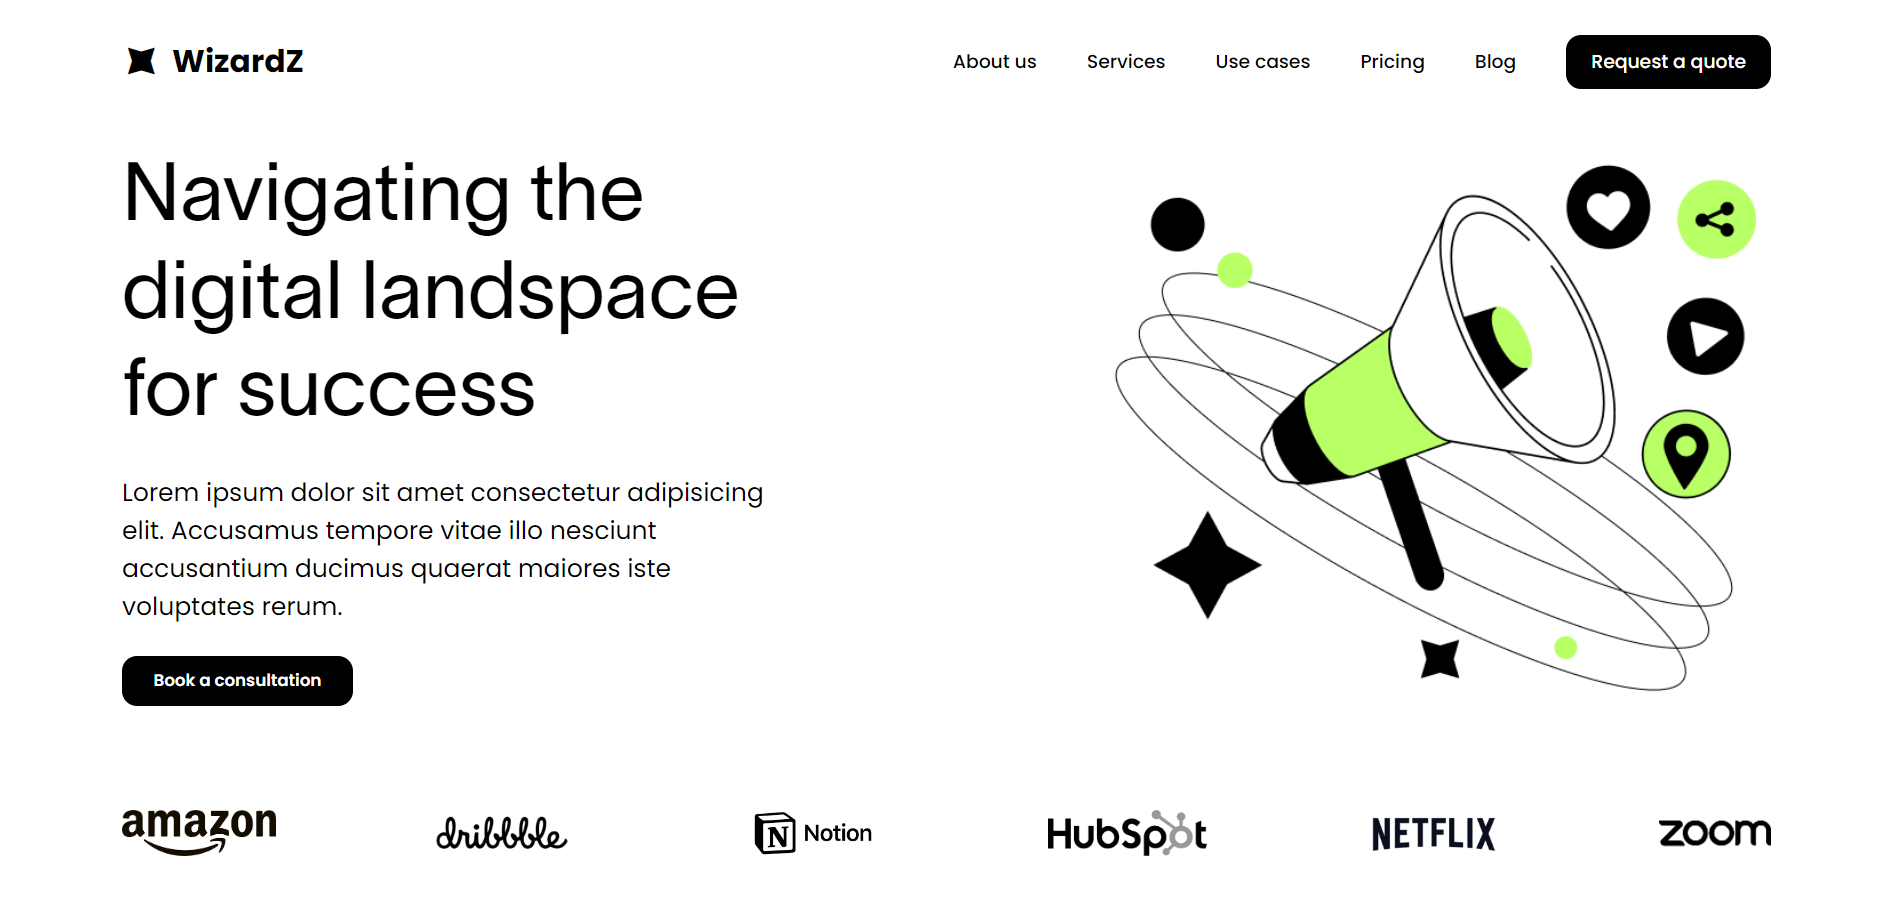 WizardZ
About us Services Use cases Pricing Blog Request a quote
Navigating the
digital landspace
for success
Lorem ipsum dolor sit amet consectetur adipisicing
elit. Accusamus tempore vitae illo nesciunt
accusantium ducimus quaerat maiores iste
voluptates rerum.
Book a consultation
amazon dribbble N Notion HubSpot NETFLIX zoom